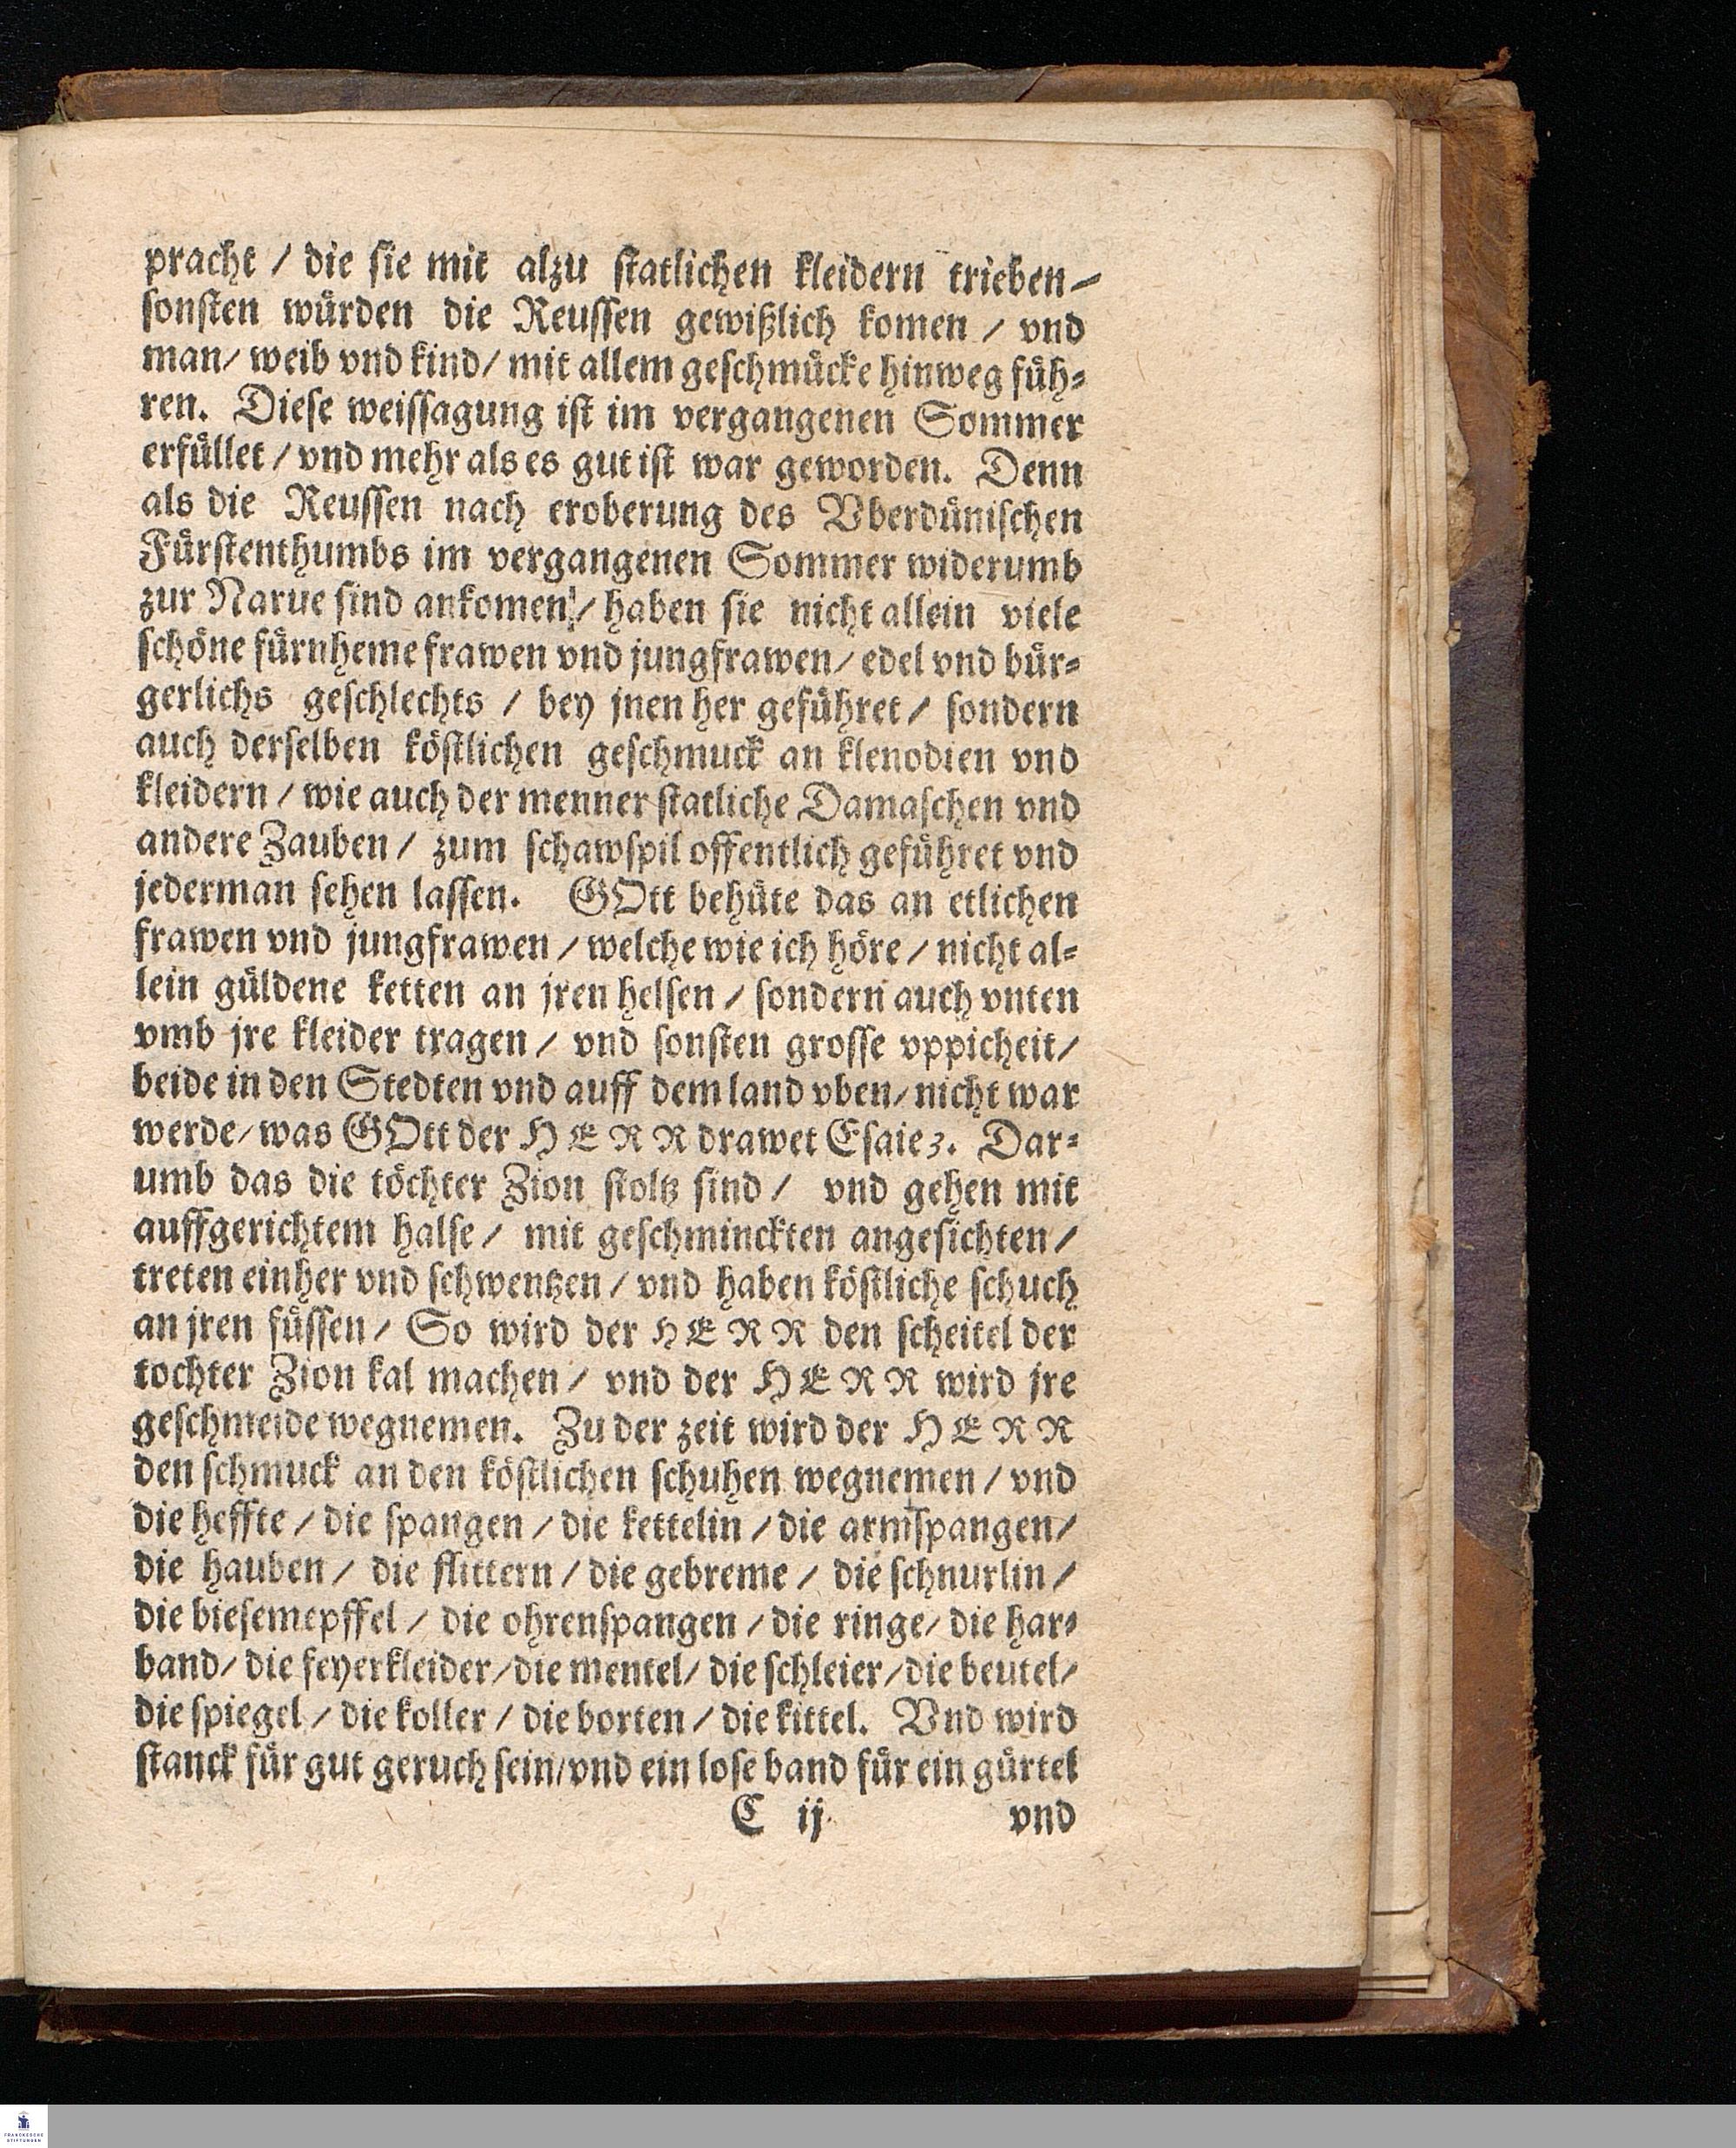 pracht / die sie mit alzu statlichen kleidern trieben /
sonsten würden die Reussen gewißlich komen / vnd
man / weib vnd kind / mit allem geschmücke hinweg füh-
ren. Diese weissagung ist im vergangenen Sommer
erfüllet / vnd mehr als es gut ist war geworden. Denn
als die Reussen nach eroberung des Vberdünischen
Fürstenthumbs im vergangenen Sommer widerumb
zur Narue sind ankomen / haben sie nicht allein viele
schöne fürnheme frawen vnd jungfrawen / edel vnd bür-
gerlichs geschlechts / bey jnen her geführet / sondern
auch derselben köstlichen geschmuck an klenodien vnd
kleidern / wie auch der menner statliche Damaschen vnd
andere Zauben / zum schawspil offentlich geführet vnd
jederman sehen lassen. GOtt behüte das an etlichen
frawen vnd jungfrawen / welche wie ich höre / nicht al-
lein güldene ketten an jren helsen / sondern auch vnten
vmb jre kleider tragen / vnd sonsten grosse vppicheit /
beide in den Stedten vnd auff dem land vben / nicht war
werde / was GOtt der HERR drawet Esaie 3. Dar-
umb das die töchter Zion stoltz sind / vnd gehen mit
auffgerichtem halse / mit geschminckten angesichten /
treten einher vnd schwentzen / vnd haben köstliche schuch
an jren füssen / So wird der HERR den scheitel der
tochter Zion kal machen / vnd der HERR wird jre
geschmeide wegnemen. Zu der zeit wird der HERR
den schmuck an den köstlichen schuhen wegnemen / vnd
die heffte / die spangen / die kettelin / die armspangen /
die hauben / die flittern / die gebreme / die schnurlin /
die biesemepffel / die ohrenspangen / die ringe / die har-
band / die feyerkleider / die mentel / die schleier / die beutel /
die spiegel / die koller / die borten / die kittel. Vnd wird
stanck für gut geruch sein / vnd ein lose band für ein gürtel
C ij vnd
FRANCKESCHE
STIFTUNGEN